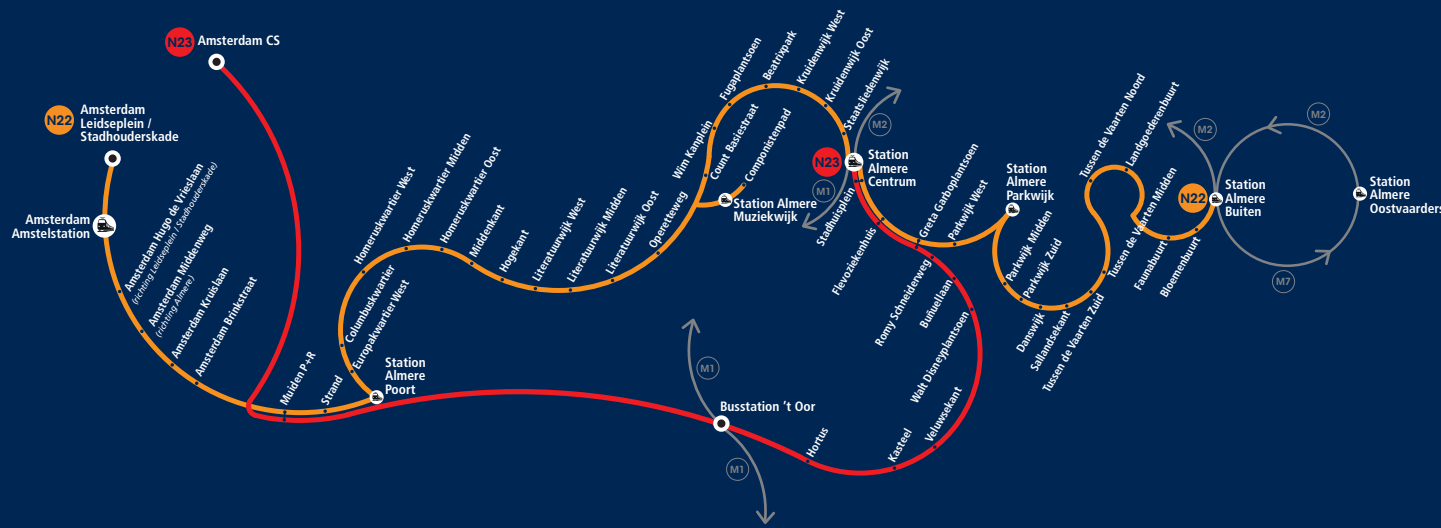 N23
Amsterdam CS
N22
Amsterdam
Leidseplein /
Stadhouderskade
Amsterdam
Amstelstation
Amsterdam Hugo de Vrieslaan
(richting Leidseplein / Stadhouderskade)
Amsterdam Middenweg
(richting Almere)
Amsterdam Kruislaan
Amsterdam Brinkstraat
Muiden P+R
Strand
Station
Almere
Poort
Europakwartier West
Columbuskwartier
Homeruskwartier West
Homeruskwartier Midden
Homeruskwartier Oost
Middenkant
Hogekant
Literatuurwijk West
Literatuurwijk Midden
Literatuurwijk Oost
Operetteweg
Station Almere
Muziekwijk
Componistenpad
Count Basiestraat
Wim Kanplein
Fugaplantsoen
Beatrixpark
Kruidenwijk West
Kruidenwijk Oost
Staatsliedenwijk
M2
N23
Station
Almere
Centrum
M1
Stadhuisplein
Flevoziekenhuis
Greta Garboplantsoen
Parkwijk West
Station
Almere
Parkwijk
Parkwijk Midden
Parkwijk Zuid
Danswijk
Sallandsekant
Tussen de Vaarten Zuid
Tussen de Vaarten Midden
Tussen de Vaarten Noord
Landgoederenbuurt
Faunabuurt
Bloemenbuurt
M2
N22
Station
Almere
Buiten
M2
M7
Station
Almere
Oostvaarders
Romy Schneiderweg
Buñuellaan
Walt Disneyplantsoen
Veluwsekant
Kasteel
Hortus
Busstation 't Oor
M1
M1